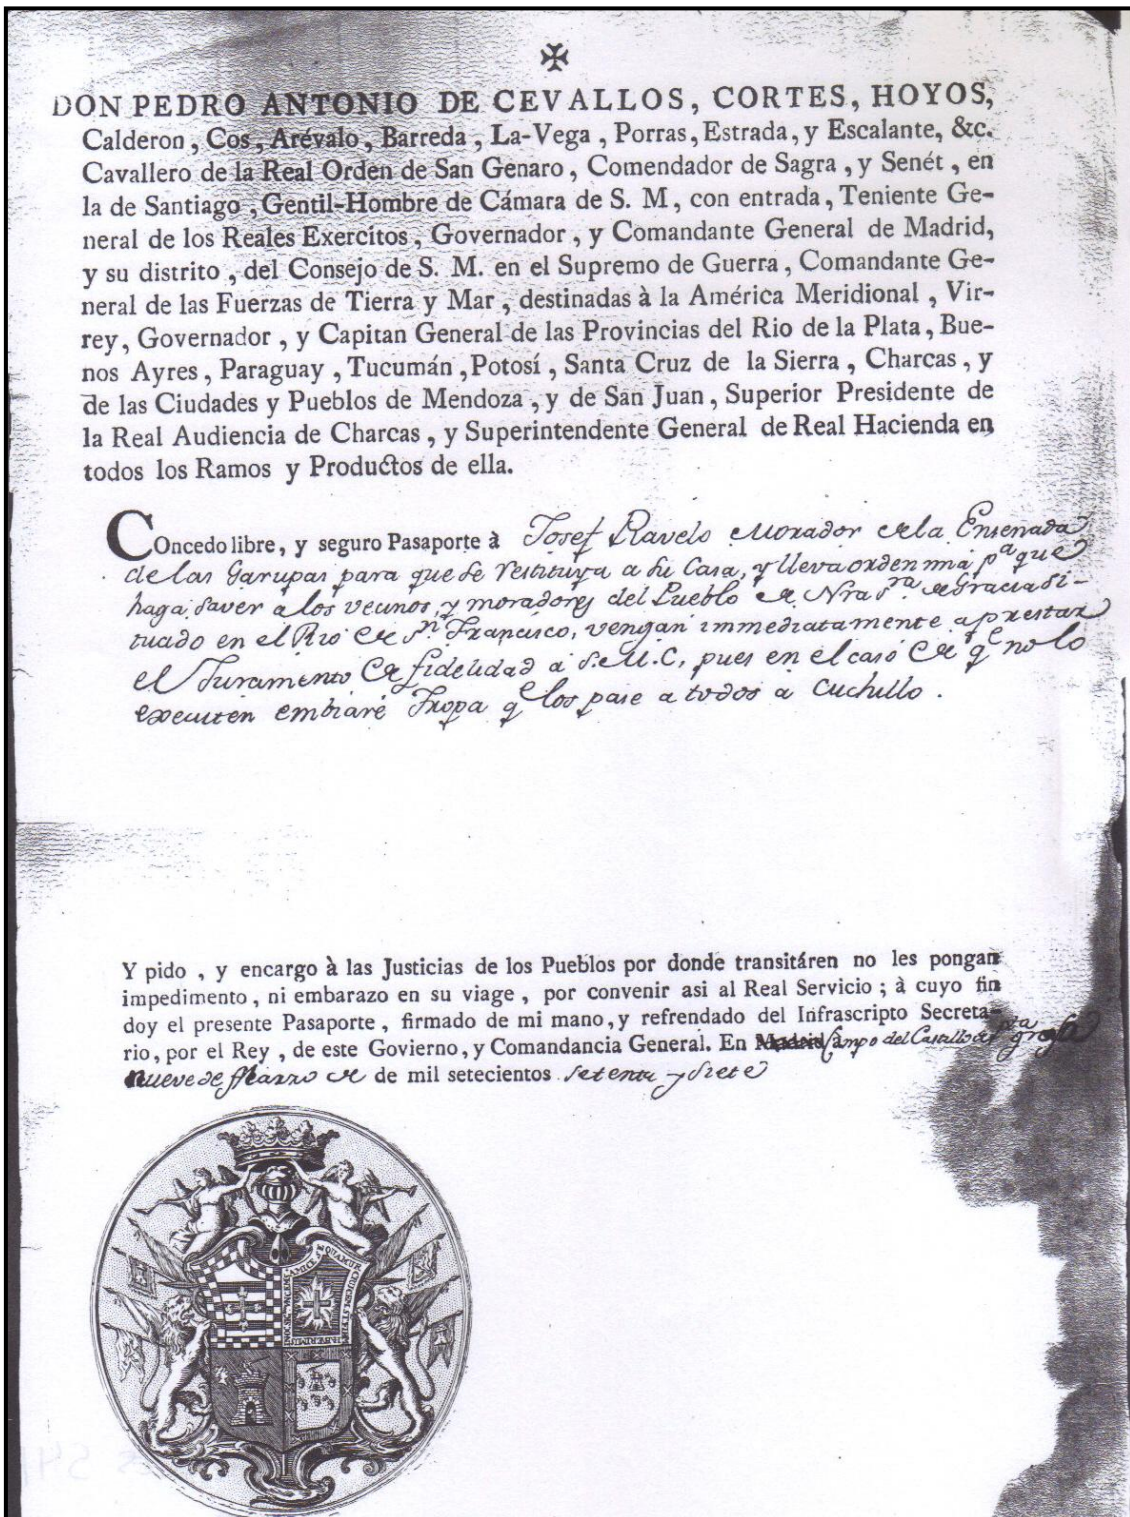 DON PEDRO ANTONIO DE CEVALLOS, CORTES, HOYOS,
Calderon, Cos, Arévalo, Barreda, La-Vega, Porras, Estrada, y Escalante, &c.
Cavallero de la Real Orden de San Genaro, Comendador de Sagra, y Senét, en
la de Santiago, Gentil-Hombre de Cámara de S. M, con entrada, Teniente Ge-
neral de los Reales Exercitos, Governador, y Comandante General de Madrid,
y su distrito, del Consejo de S. M. en el Supremo de Guerra, Comandante Ge-
neral de las Fuerzas de Tierra y Mar, destinadas à la América Meridional, Vir-
rey, Governador, y Capitan General de las Provincias del Rio de la Plata, Bue-
nos Ayres, Paraguay, Tucumán, Potosí, Santa Cruz de la Sierra, Charcas, y
de las Ciudades y Pueblos de Mendoza, y de San Juan, Superior Presidente de
la Real Audiencia de Charcas, y Superintendente General de Real Hacienda en
todos los Ramos y Productos de ella.
Concedo libre, y seguro Pasaporte à Josef Ravelo Morador de la Ensenada
de las Garupas para que se restituya a su Casa, y lleva orden mia pa. que
haga saver a los vecinos, y moradores del Pueblo de Nra Sra. de Gracia si-
tuado en el Rio de Sn. Francisco, vengan immediatamente a prestar
el Juramento de fidelidad a S.M.C, pues en el caso de qe no lo
executen embiaré Tropa qe los pase a todos a Cuchillo.
Y pido, y encargo à las Justicias de los Pueblos por donde transitáren no les pongan
impedimento, ni embarazo en su viage, por convenir asi al Real Servicio; à cuyo fin
doy el presente Pasaporte, firmado de mi mano, y refrendado del Infrascripto Secreta-
rio, por el Rey, de este Govierno, y Comandancia General. En Madrid à Campo del Castillo de pta grosa
nueve de Marzo de de mil setecientos setenta y siete